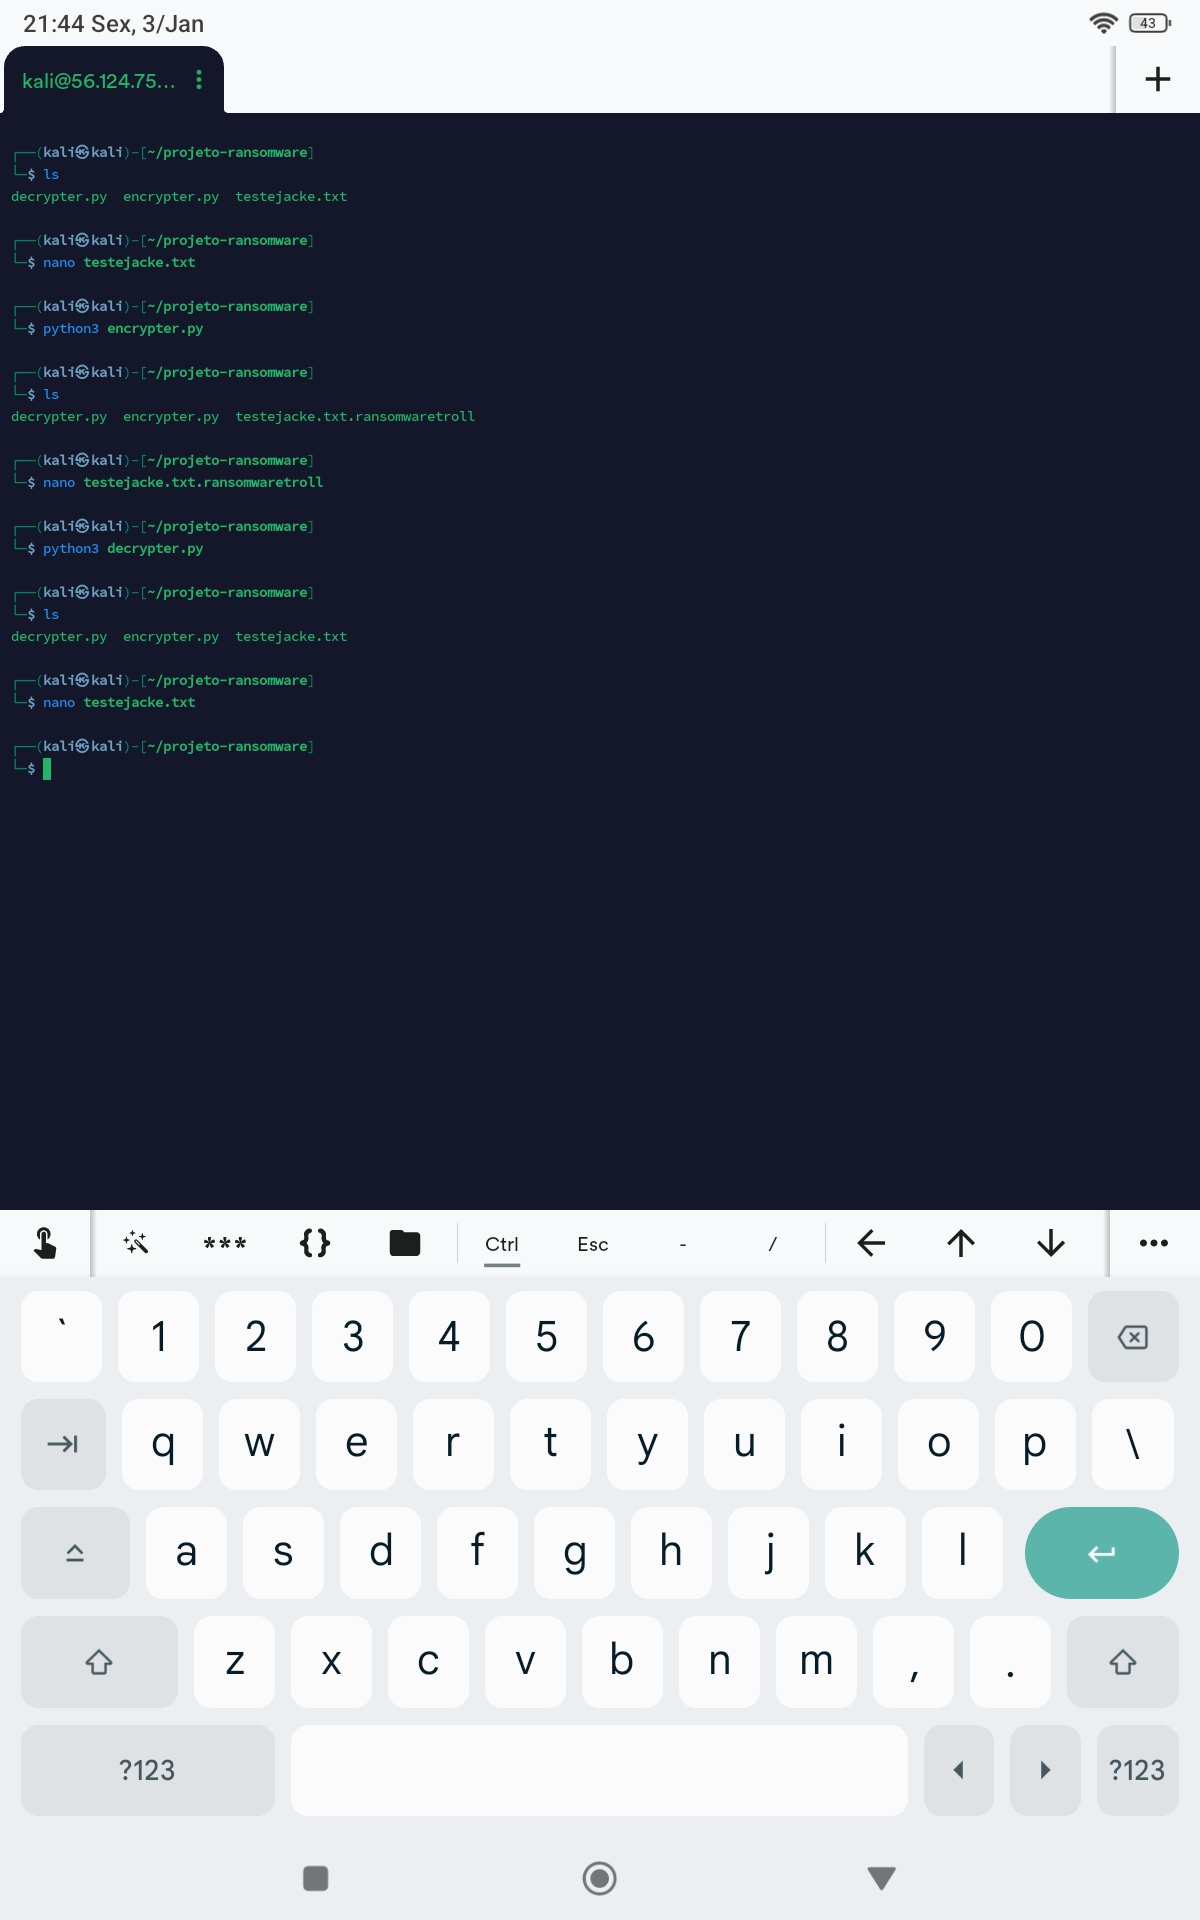 21:44 Sex, 3/Jan
43
kali@56.124.75...
┌──(kali㉿kali)-[~/projeto-ransomware]
└─$ ls
decrypter.py  encrypter.py  testejacke.txt
┌──(kali㉿kali)-[~/projeto-ransomware]
└─$ nano testejacke.txt
┌──(kali㉿kali)-[~/projeto-ransomware]
└─$ python3 encrypter.py
┌──(kali㉿kali)-[~/projeto-ransomware]
└─$ ls
decrypter.py  encrypter.py  testejacke.txt.ransomwaretroll
┌──(kali㉿kali)-[~/projeto-ransomware]
└─$ nano testejacke.txt.ransomwaretroll
┌──(kali㉿kali)-[~/projeto-ransomware]
└─$ python3 decrypter.py
┌──(kali㉿kali)-[~/projeto-ransomware]
└─$ ls
decrypter.py  encrypter.py  testejacke.txt
┌──(kali㉿kali)-[~/projeto-ransomware]
└─$ nano testejacke.txt
┌──(kali㉿kali)-[~/projeto-ransomware]
└─$
*** {} Ctrl Esc - /
` 1 2 3 4 5 6 7 8 9 0
q w e r t y u i o p \
a s d f g h j k l
z x c v b n m , .
?123 ?123